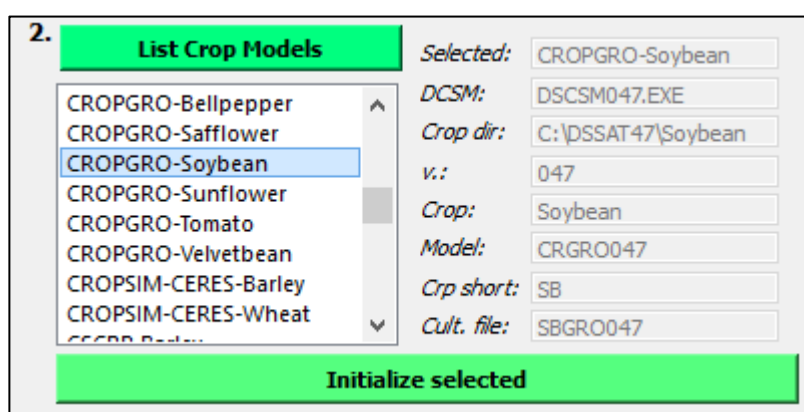 2.
List Crop Models
CROPGRO-Bellpepper
CROPGRO-Safflower
CROPGRO-Soybean
CROPGRO-Sunflower
CROPGRO-Tomato
CROPGRO-Velvetbean
CROPSIM-CERES-Barley
CROPSIM-CERES-Wheat
Selected: CROPGRO-Soybean
DCSM: DSCSM047.EXE
Crop dir: C:\DSSAT47\Soybean
v.: 047
Crop: Soybean
Model: CRGRO047
Crp short: SB
Cult. file: SBGRO047
Initialize selected